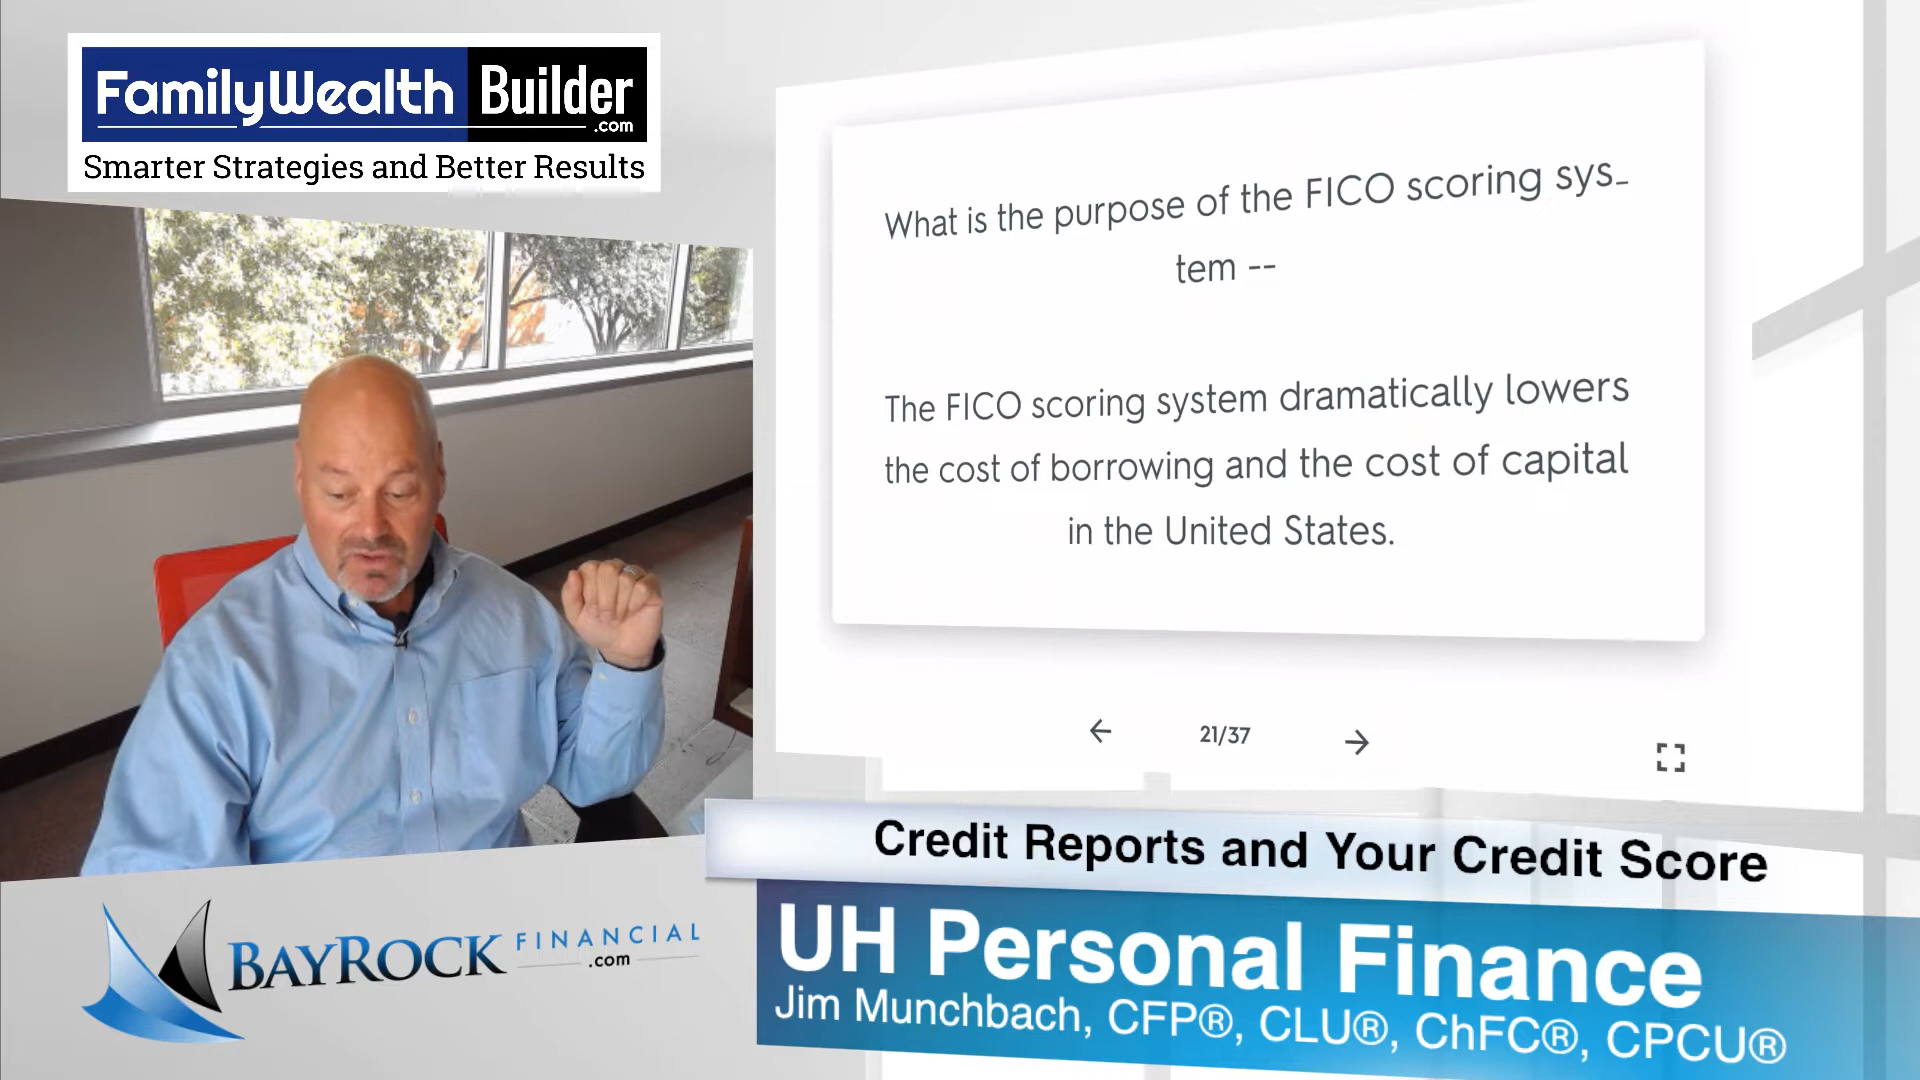 FamilyWealth Builder
.com
Smarter Strategies and Better Results
What is the purpose of the FICO scoring sys-
tem --
The FICO scoring system dramatically lowers
the cost of borrowing and the cost of capital
in the United States.
21/37
Credit Reports and Your Credit Score
UH Personal Finance
Jim Munchbach, CFP®, CLU®, ChFC®, CPCU®
BAYROCK FINANCIAL
.com